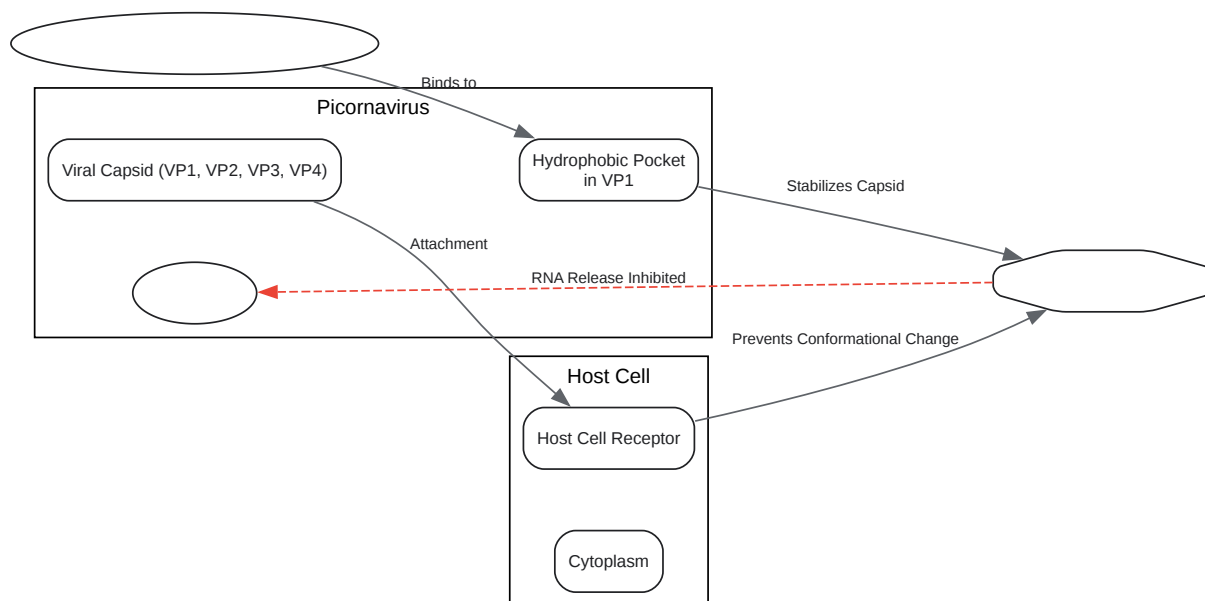 Binds to
Picornavirus
Viral Capsid (VP1, VP2, VP3, VP4)
Hydrophobic Pocket
in VP1
Stabilizes Capsid
Attachment
RNA Release Inhibited
Prevents Conformational Change
Host Cell
Host Cell Receptor
Cytoplasm